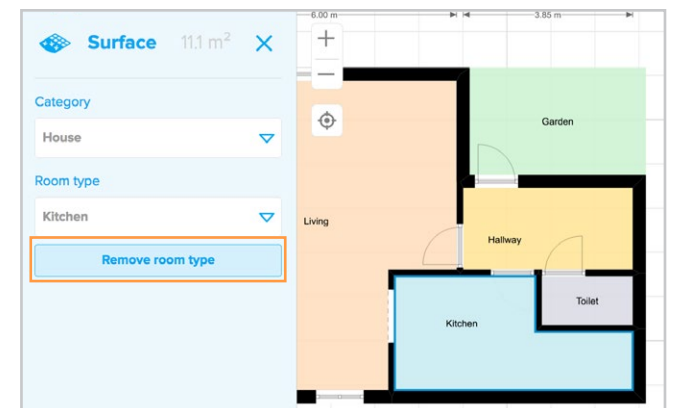 Surface 11.1 m²
Category
House
Room type
Kitchen
Remove room type
6.00 m
3.85 m
Garden
Living
Hallway
Toilet
Kitchen